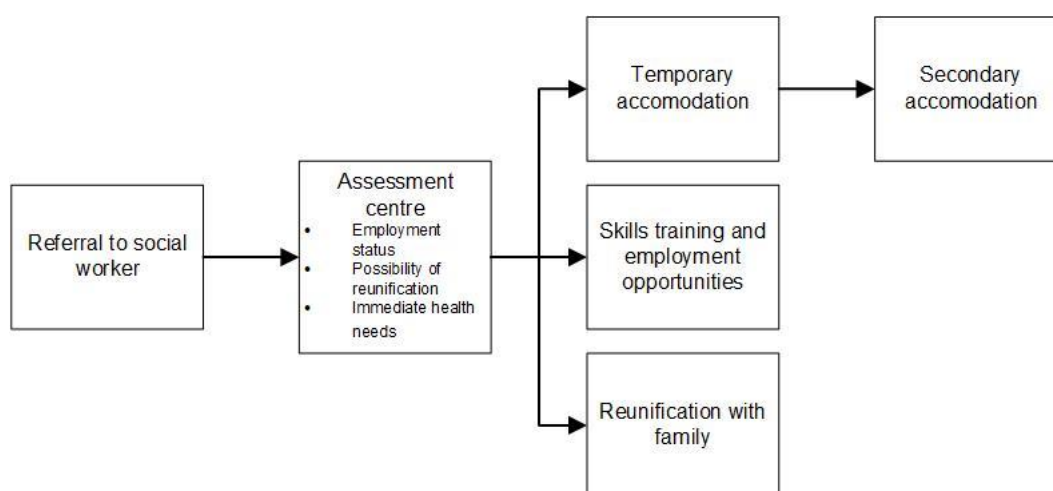 Referral to social
worker
Assessment
centre
• Employment
status
• Possibility of
reunification
• Immediate health
needs
Temporary
accomodation
Secondary
accomodation
Skills training and
employment
opportunities
Reunification with
family